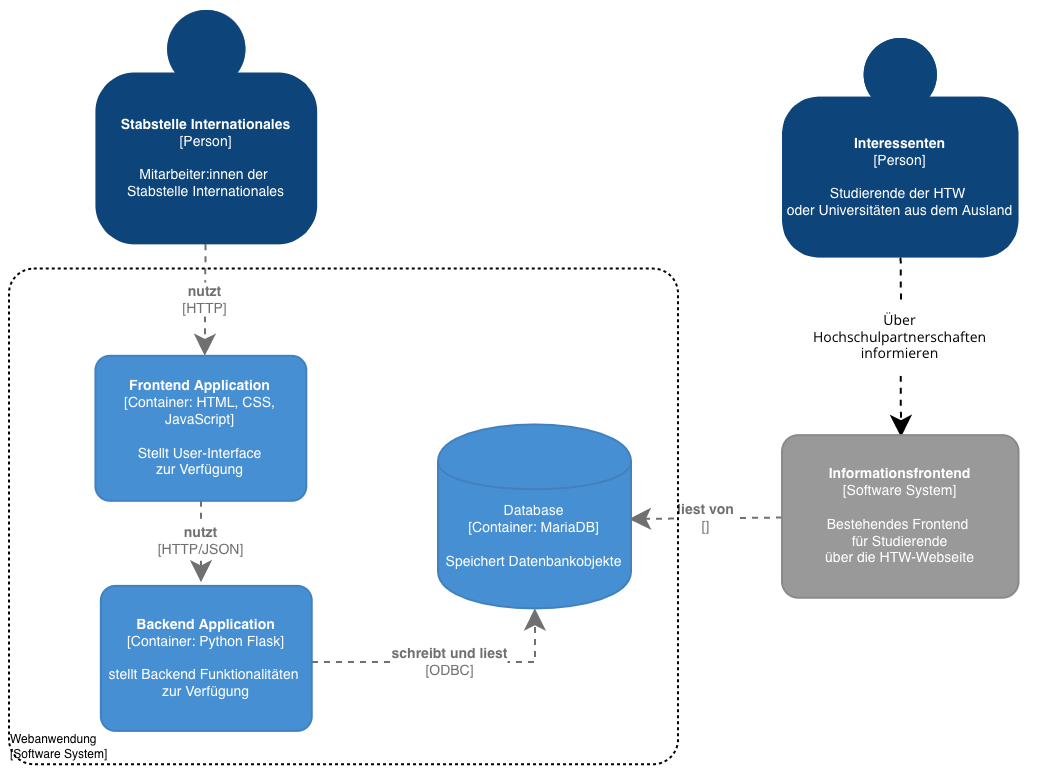 Stabstelle Internationales
[Person]
Mitarbeiter:innen der
Stabstelle Internationales
Interessenten
[Person]
Studierende der HTW
oder Universitäten aus dem Ausland
nutzt
[HTTP]
Über
Hochschulpartnerschaften
informieren
Frontend Application
[Container: HTML, CSS,
JavaScript]
Stellt User-Interface
zur Verfügung
nutzt
[HTTP/JSON]
Database
[Container: MariaDB]
Speichert Datenbankobjekte
liest von
[]
Informationsfrontend
[Software System]
Bestehendes Frontend
für Studierende
über die HTW-Webseite
Backend Application
[Container: Python Flask]
stellt Backend Funktionalitäten
zur Verfügung
schreibt und liest
[ODBC]
Webanwendung
[Software System]